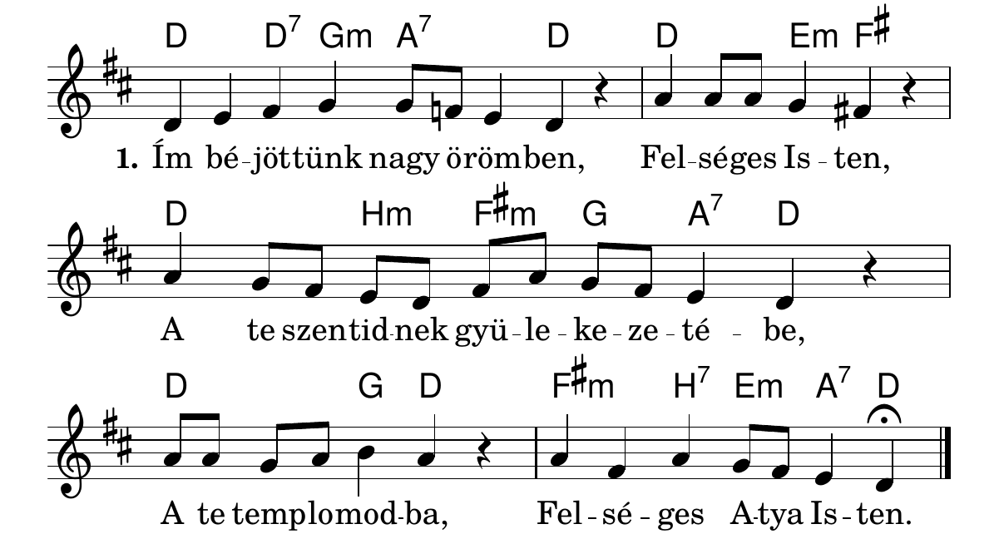 D D7 Gm A7 D D Em F♯
1. Ím bé-jöttünk nagy örömben, Fel-séges Is-ten,
D Hm F♯m G A7 D
A te szentid-nek gyü-le-ke-ze-té-be,
D G D F♯m H7 Em A7 D
A te templomod-ba, Fel-sé-ges A-tya Is-ten.